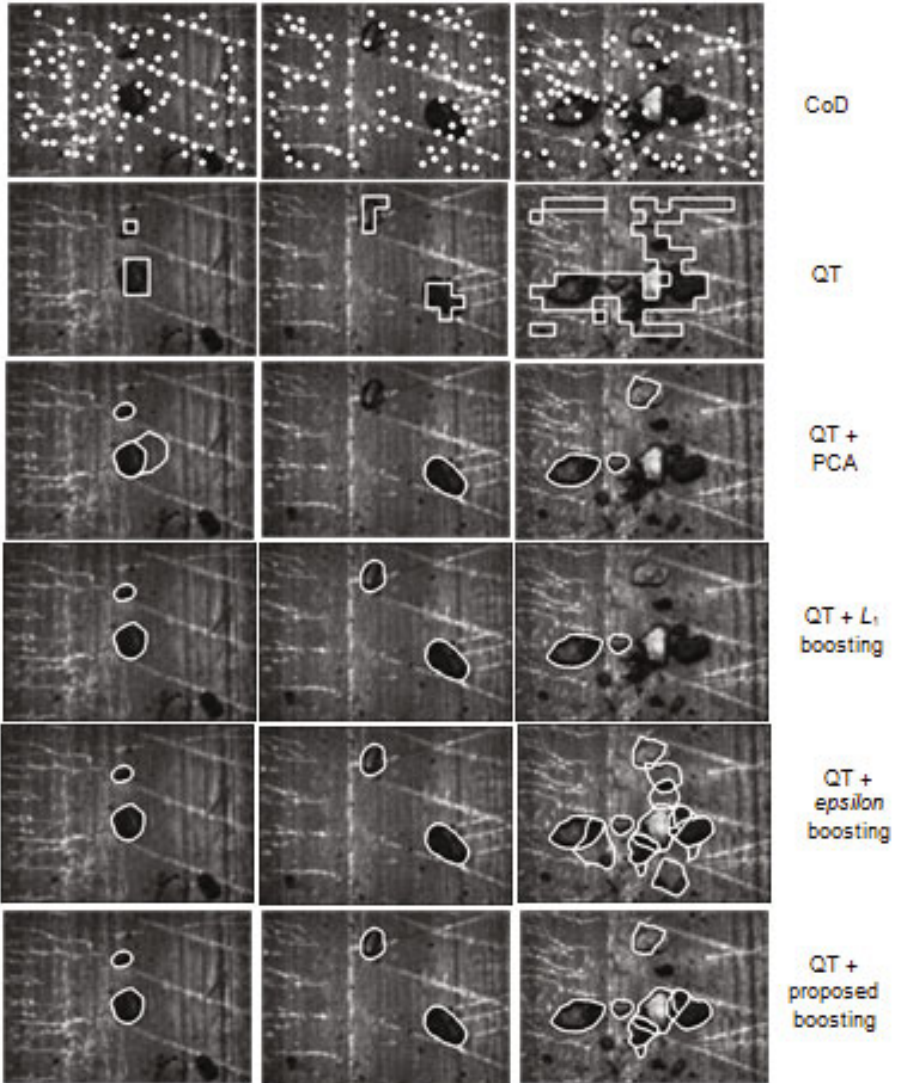 CoD
QT
QT +
PCA
QT + L₁
boosting
QT +
epsilon
boosting
QT +
proposed
boosting